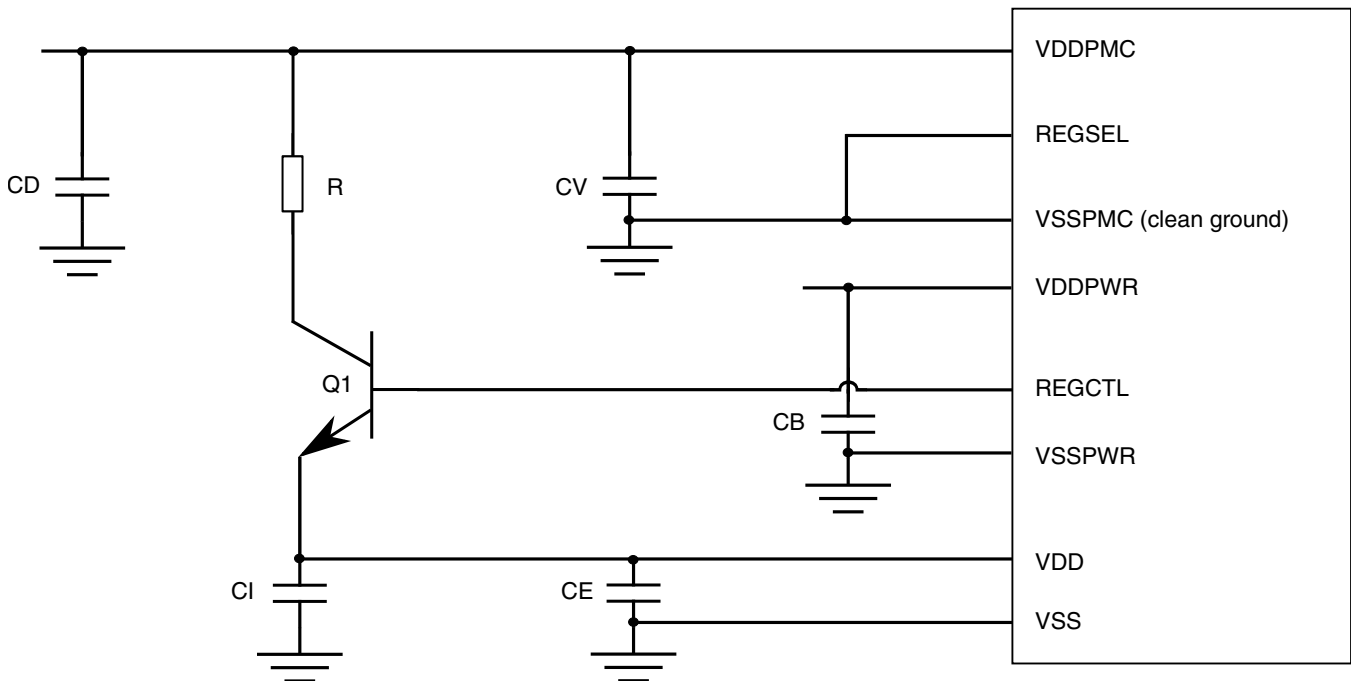 VDDPMC
REGSEL
CD
R
CV
VSSPMC (clean ground)
VDDPWR
Q1
REGCTL
CB
VSSPWR
VDD
CI
CE
VSS